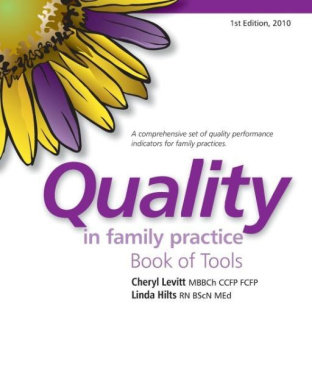 1st Edition, 2010
A comprehensive set of quality performance
indicators for family practices.
Quality
in family practice
Book of Tools
Cheryl Levitt MBBCh CCFP FCFP
Linda Hilts RN BScN MEd